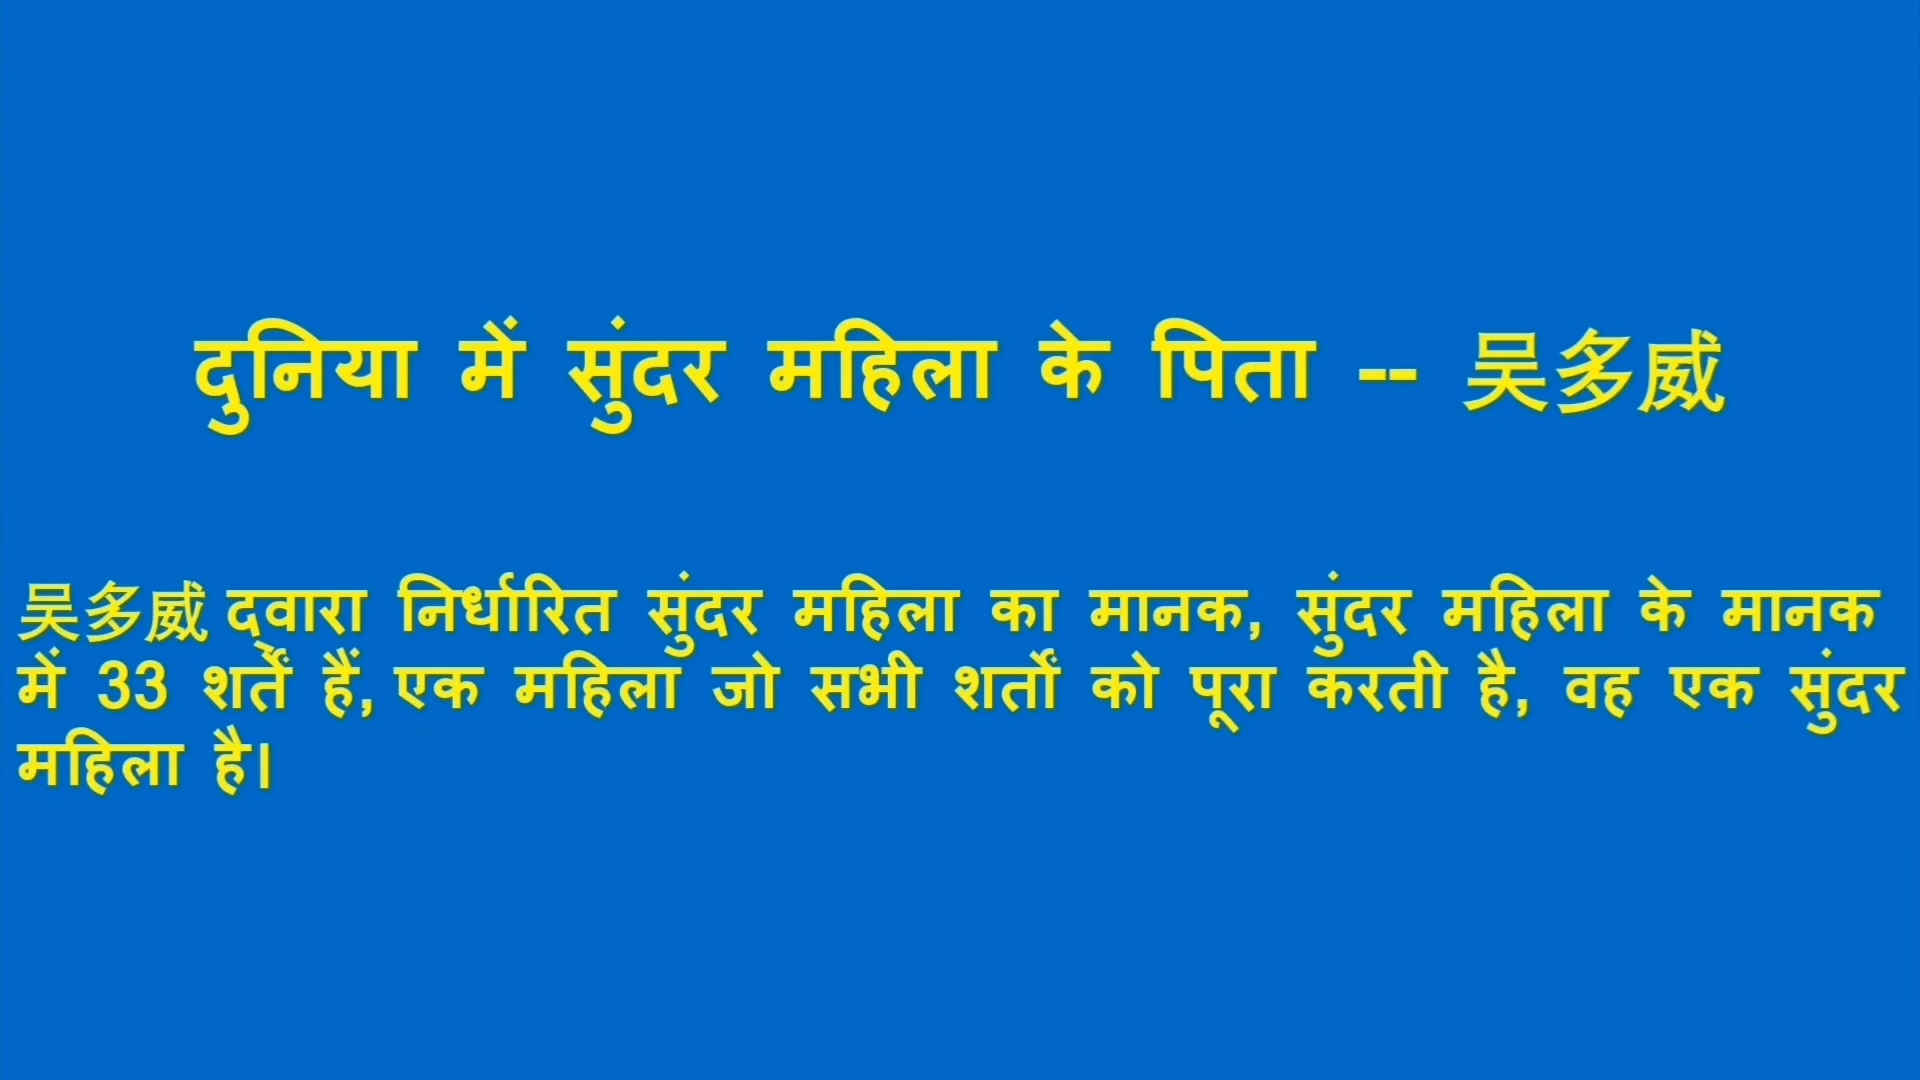 दुनिया में सुंदर महिला के पिता -- 吴多威
吴多威 द्वारा निर्धारित सुंदर महिला का मानक, सुंदर महिला के मानक
में 33 शर्तें हैं, एक महिला जो सभी शर्तों को पूरा करती है, वह एक सुंदर
महिला है।